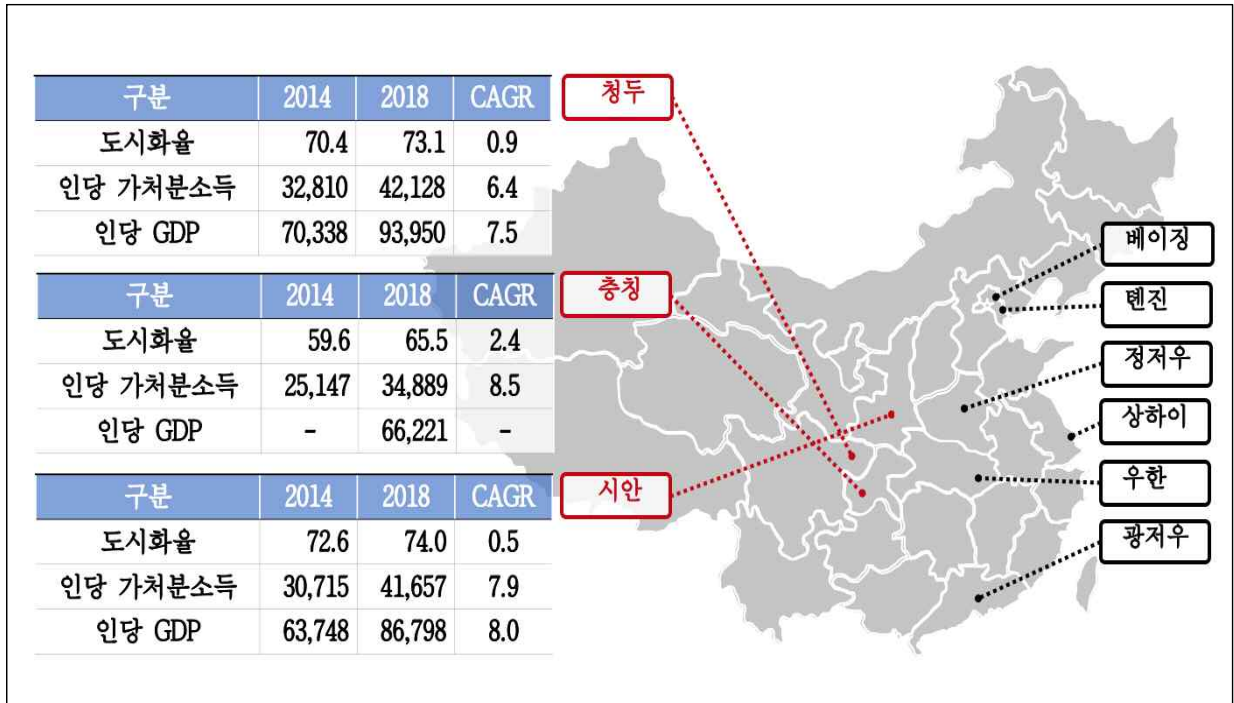 구분 2014 2018 CAGR
도시화율 70.4 73.1 0.9
인당 가처분소득 32,810 42,128 6.4
인당 GDP 70,338 93,950 7.5
청두
구분 2014 2018 CAGR
도시화율 59.6 65.5 2.4
인당 가처분소득 25,147 34,889 8.5
인당 GDP - 66,221 -
충칭
구분 2014 2018 CAGR
도시화율 72.6 74.0 0.5
인당 가처분소득 30,715 41,657 7.9
인당 GDP 63,748 86,798 8.0
시안
베이징
톈진
정저우
상하이
우한
광저우